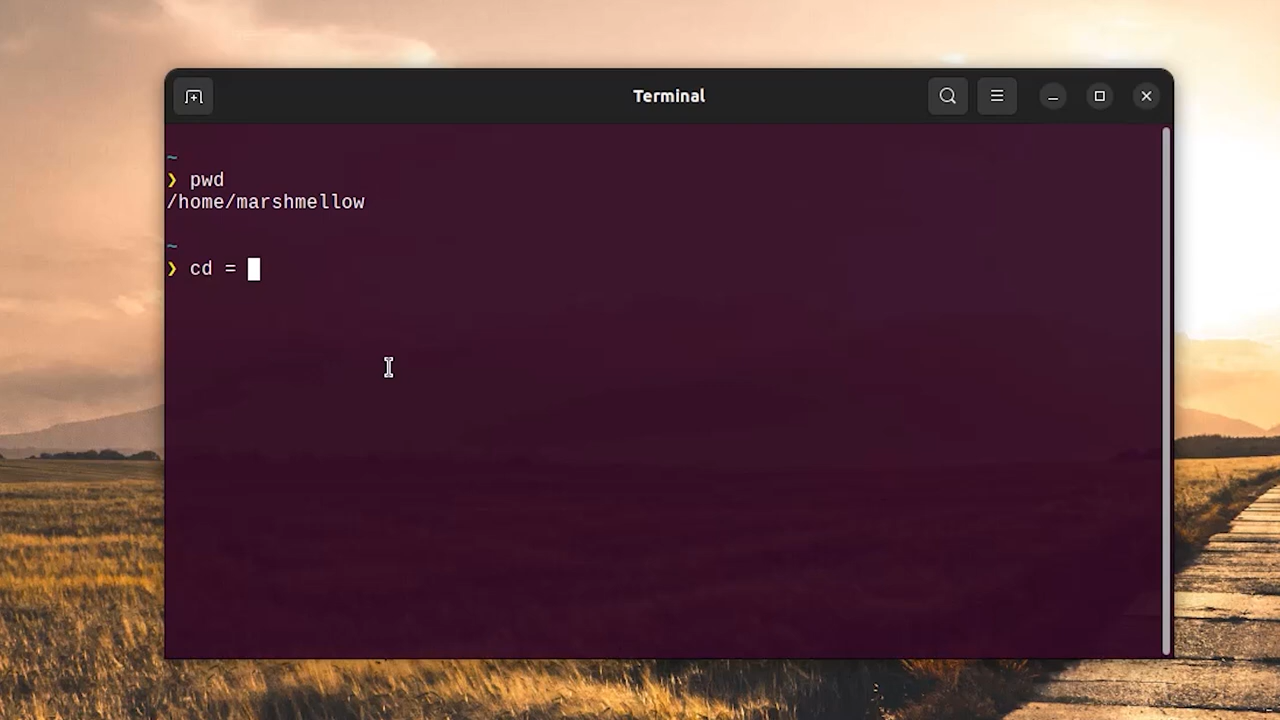 Terminal
~
❯ pwd
/home/marshmellow
~
❯ cd =